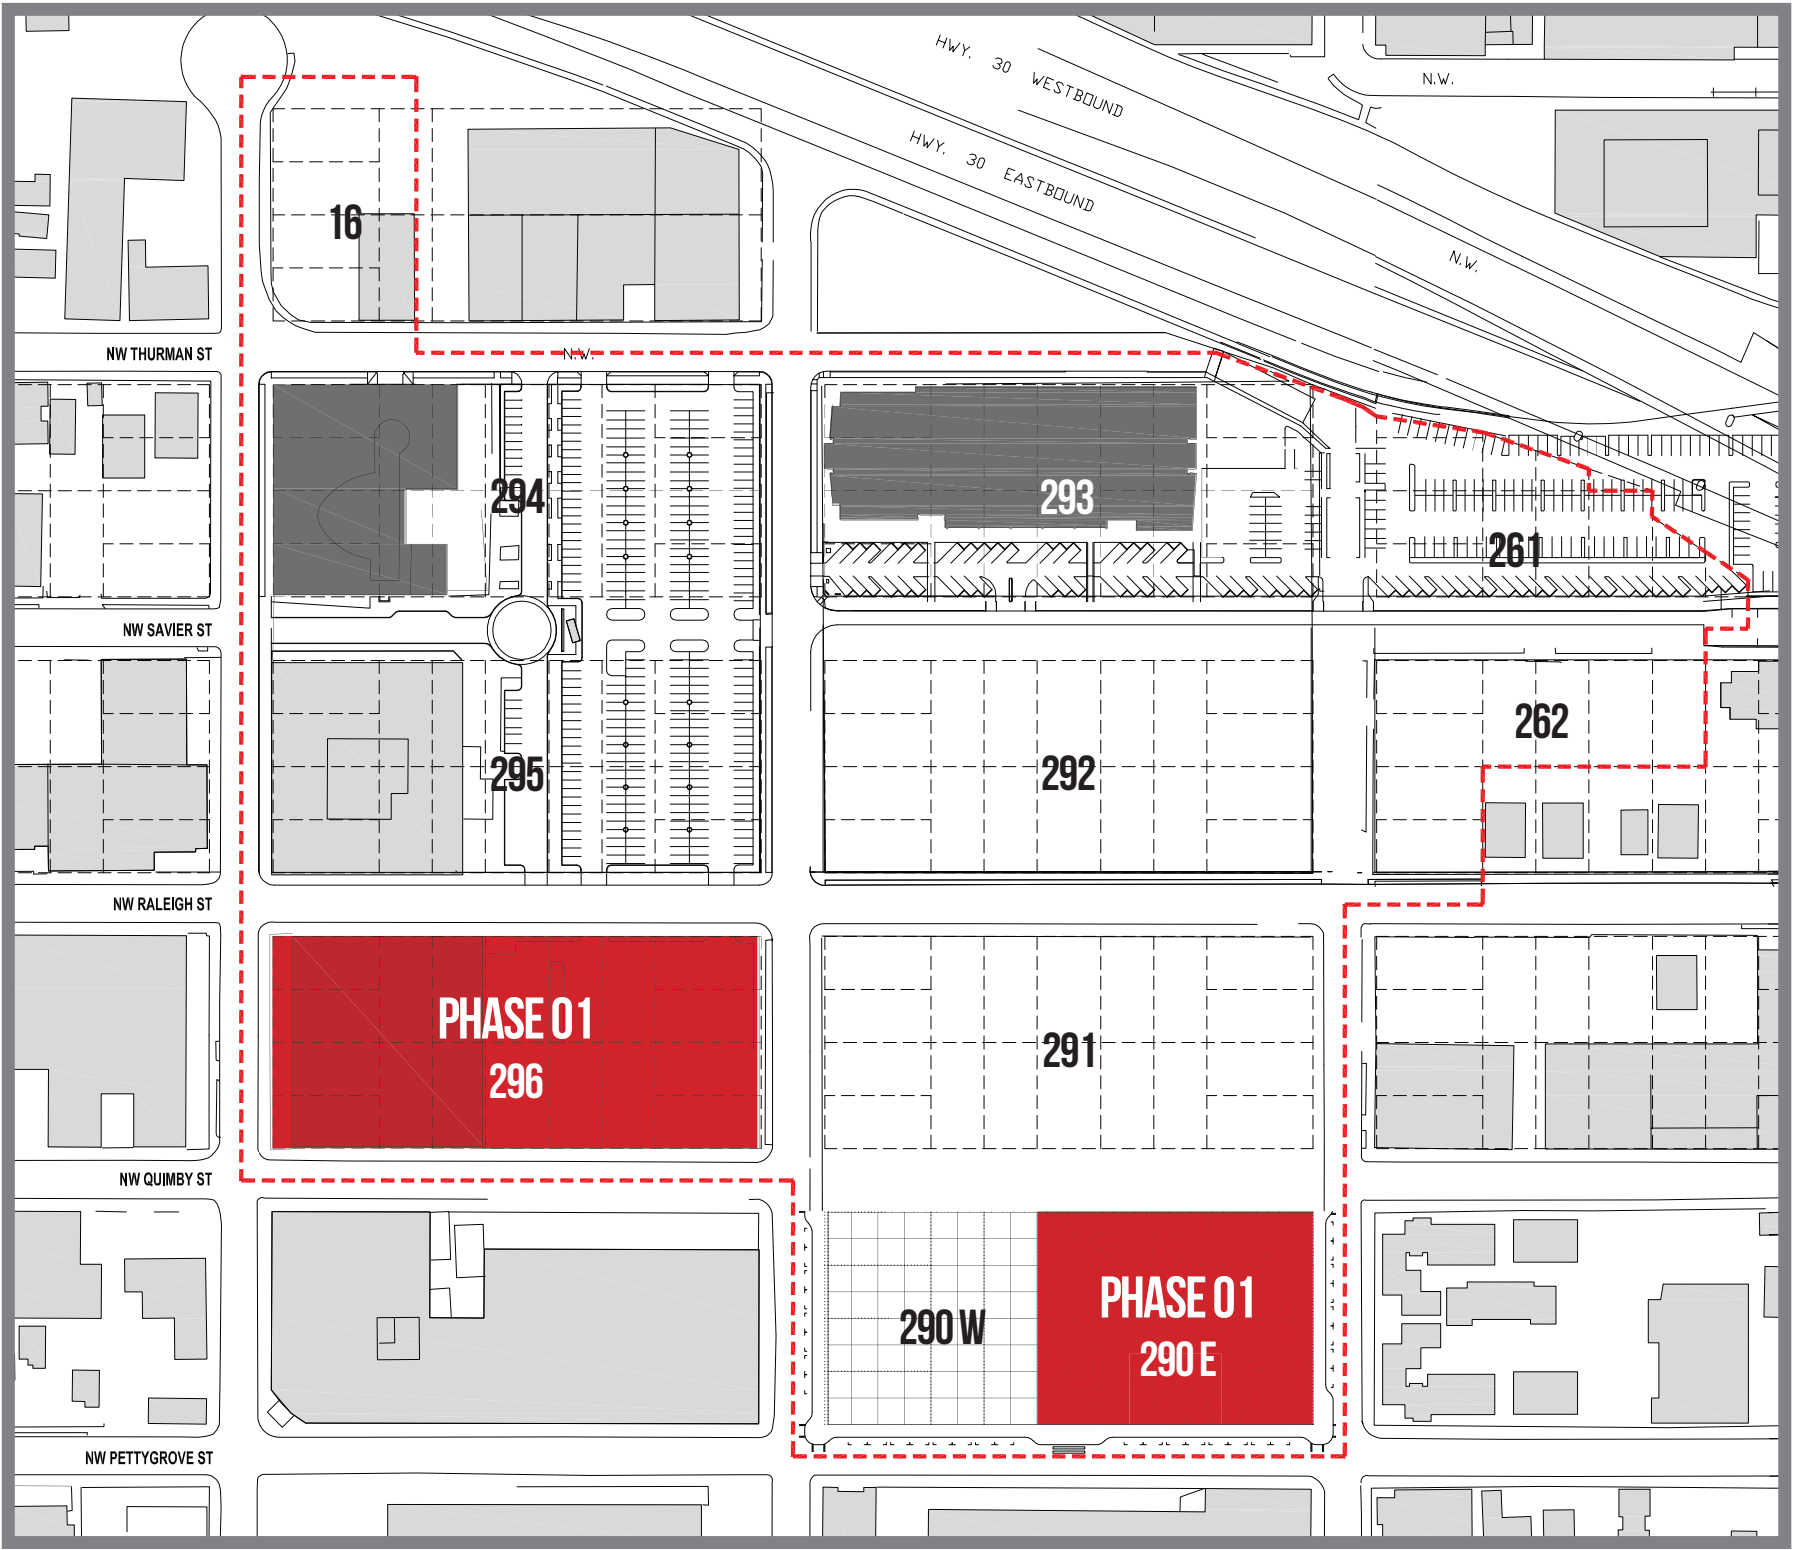 HWY. 30 WESTBOUND
N.W.
HWY. 30 EASTBOUND
16
N.W.
NW THURMAN ST
N.W.
294
293
261
NW SAVIER ST
262
295
292
NW RALEIGH ST
PHASE 01
296
291
NW QUIMBY ST
PHASE 01
290 W
290 E
NW PETTYGROVE ST